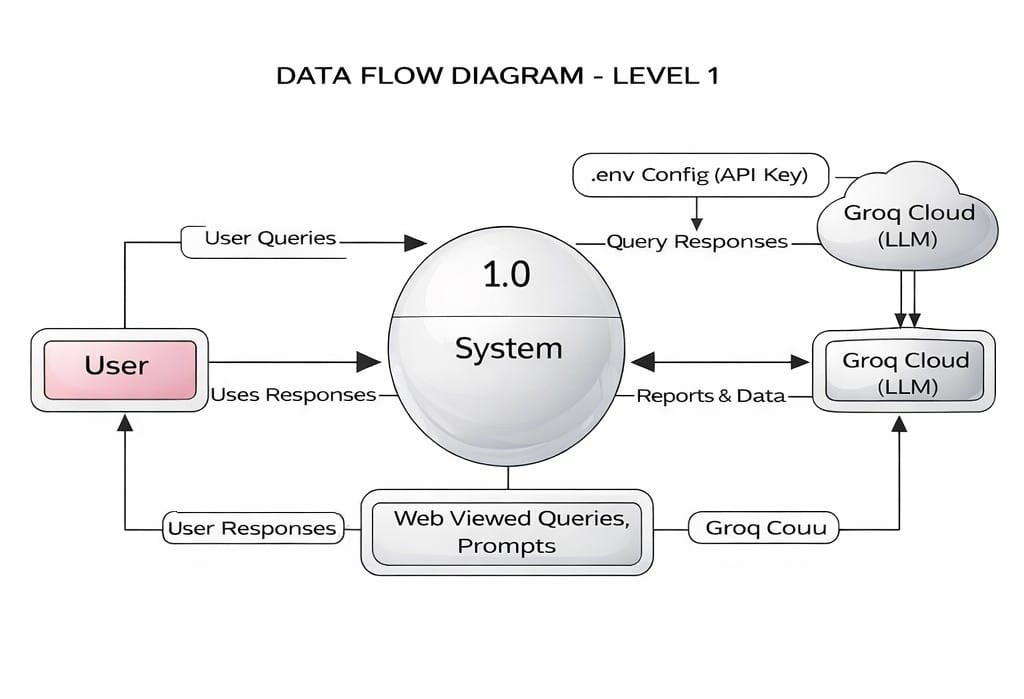 DATA FLOW DIAGRAM - LEVEL 1
.env Config (API Key)
Groq Cloud
(LLM)
User Queries
Query Responses
1.0
System
User
Groq Cloud
(LLM)
Uses Responses
Reports & Data
User Responses
Web Viewed Queries,
Prompts
Groq Couu